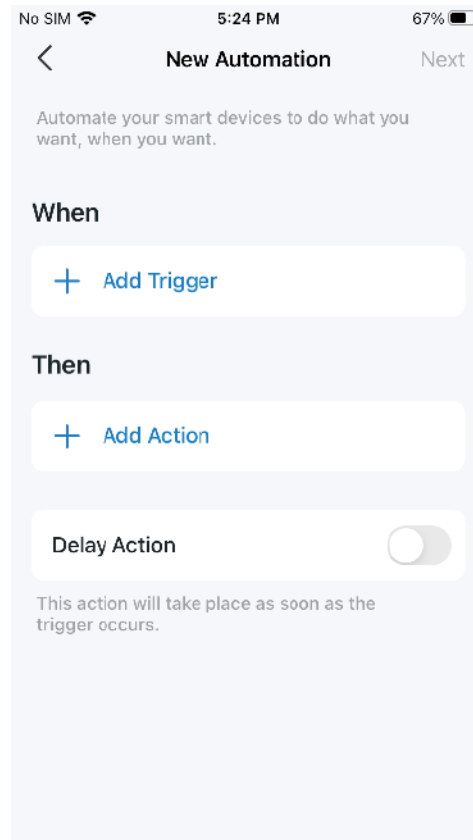 No SIM 5:24 PM 67%
New Automation Next
Automate your smart devices to do what you
want, when you want.
When
+ Add Trigger
Then
+ Add Action
Delay Action
This action will take place as soon as the
trigger occurs.